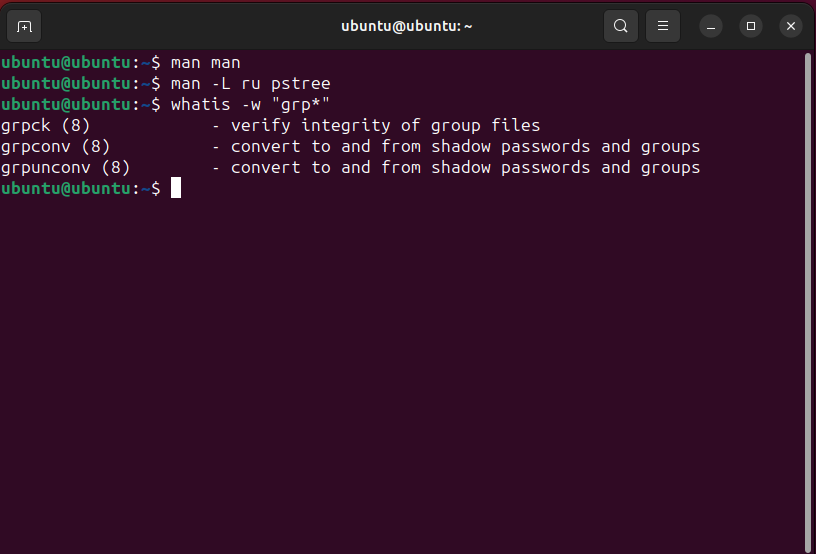 ubuntu@ubuntu: ~
ubuntu@ubuntu:~$ man man
ubuntu@ubuntu:~$ man -L ru pstree
ubuntu@ubuntu:~$ whatis -w "grp*"
grpck (8)            - verify integrity of group files
grpconv (8)          - convert to and from shadow passwords and groups
grpunconv (8)        - convert to and from shadow passwords and groups
ubuntu@ubuntu:~$